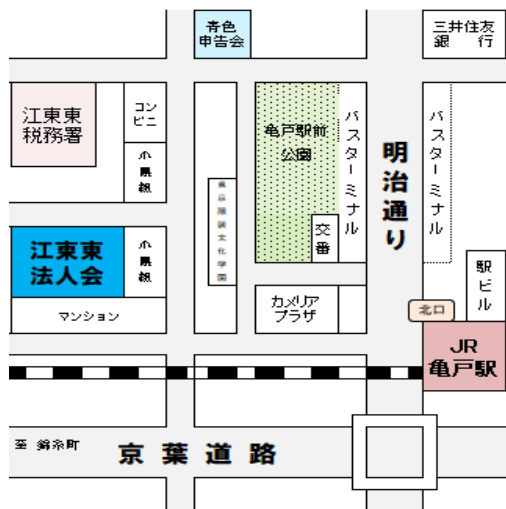 青色
申告会
三井住友
銀 行
江東東
税務署
コン
ビニ
亀戸駅前
公園
バスターミナル
明治通り
バスターミナル
交番
江東東
法人会
駅ビル
マンション
カメリア
プラザ
北口
JR
亀戸駅
至 錦糸町
京葉道路